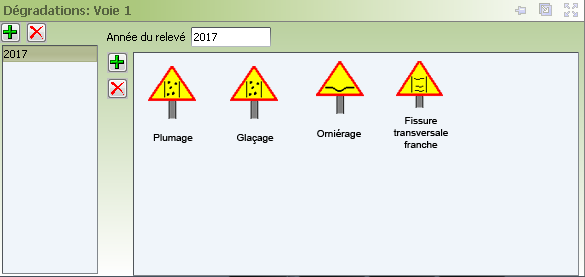 Dégradations: Voie 1
2017
Année du relevé 2017
Plumage
Glaçage
Orniérage
Fissure
transversale
franche